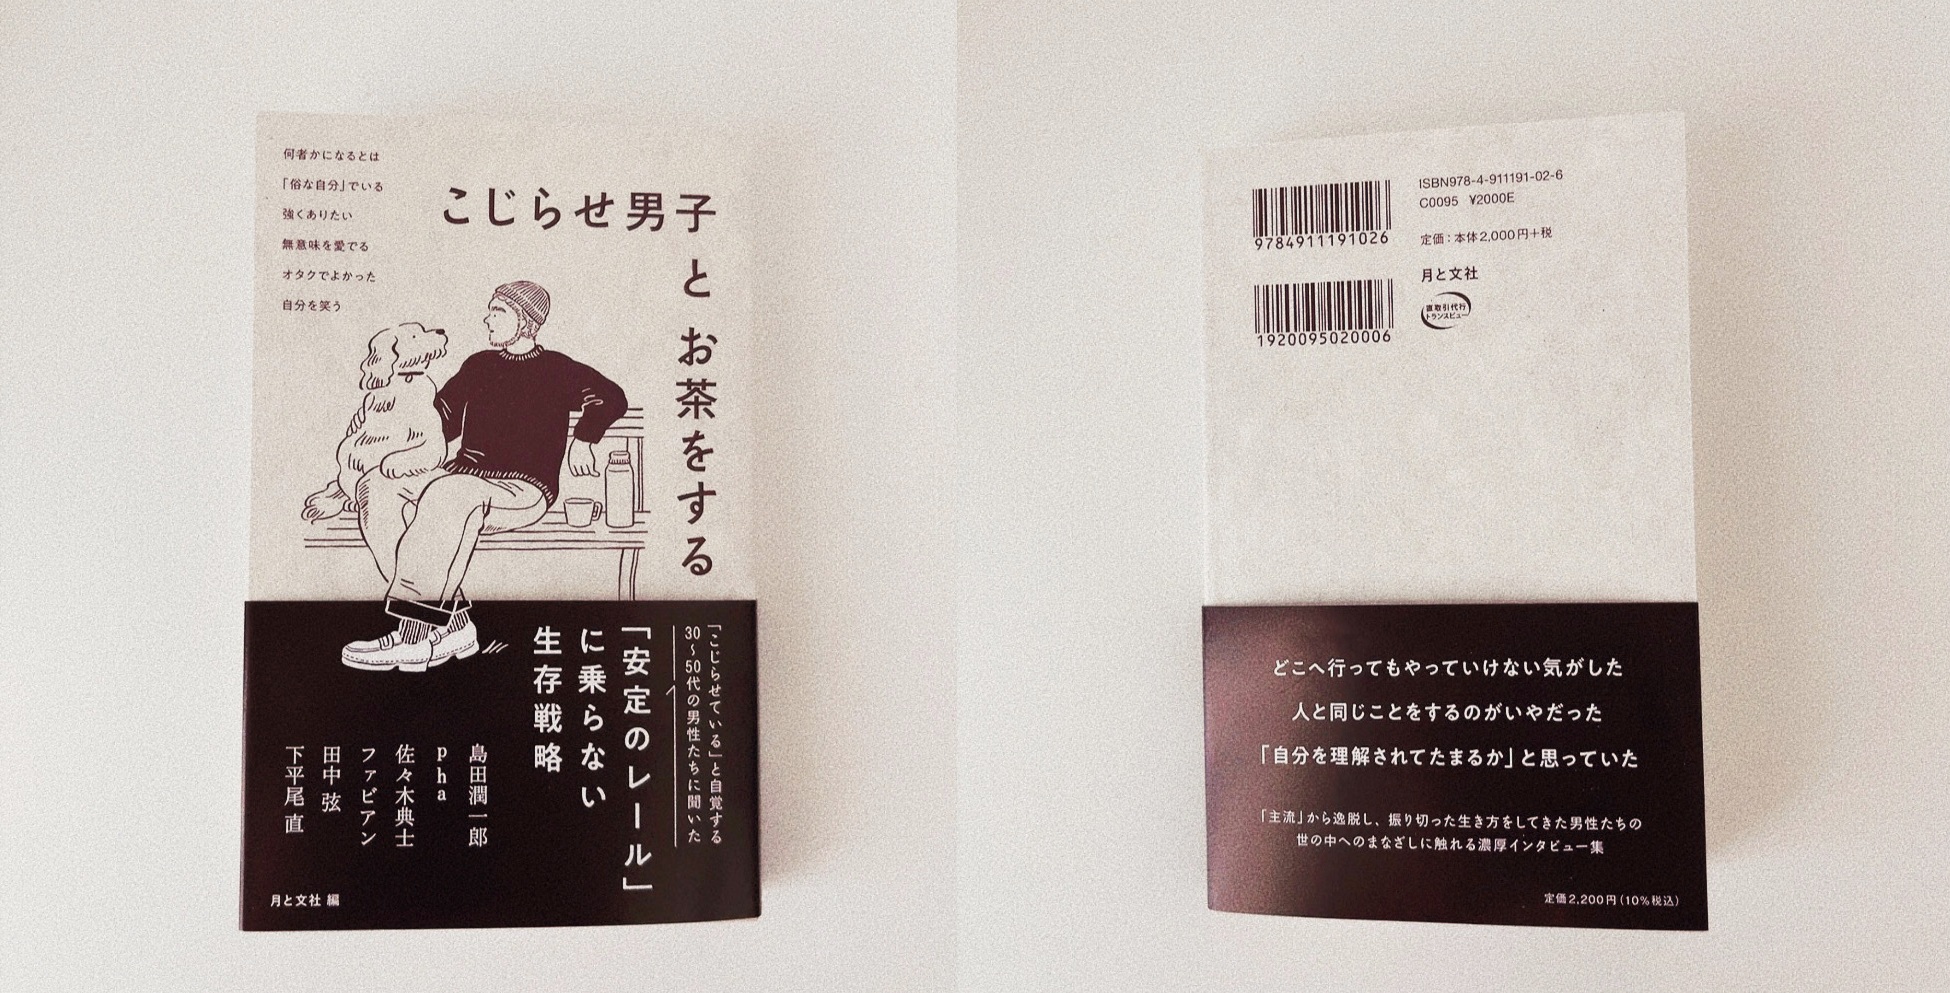 何者かになるとは
「俗な自分」でいる
強くありたい
無意味を愛でる
オタクでよかった
自分を笑う
こじらせ男子
とお茶をする
「こじらせている」と自覚する
30〜50代の男性たちに聞いた
「安定のレール」
に乗らない
生存戦略
島田潤一郎
pha
佐々木典士
ファビアン
田中弦
下平尾直
月と文社 編
9784911191026
ISBN978-4-911191-02-6
C0095 ¥2000E
定価：本体2,000円+税
1920095020006
月と文社
直取引代行
トランスビュー
どこへ行ってもやっていけない気がした
人と同じことをするのがいやだった
「自分を理解されてたまるか」と思っていた
「主流」から逸脱し、振り切った生き方をしてきた男性たちの
世の中へのまなざしに触れる濃厚インタビュー集
定価2,200円（10%税込）